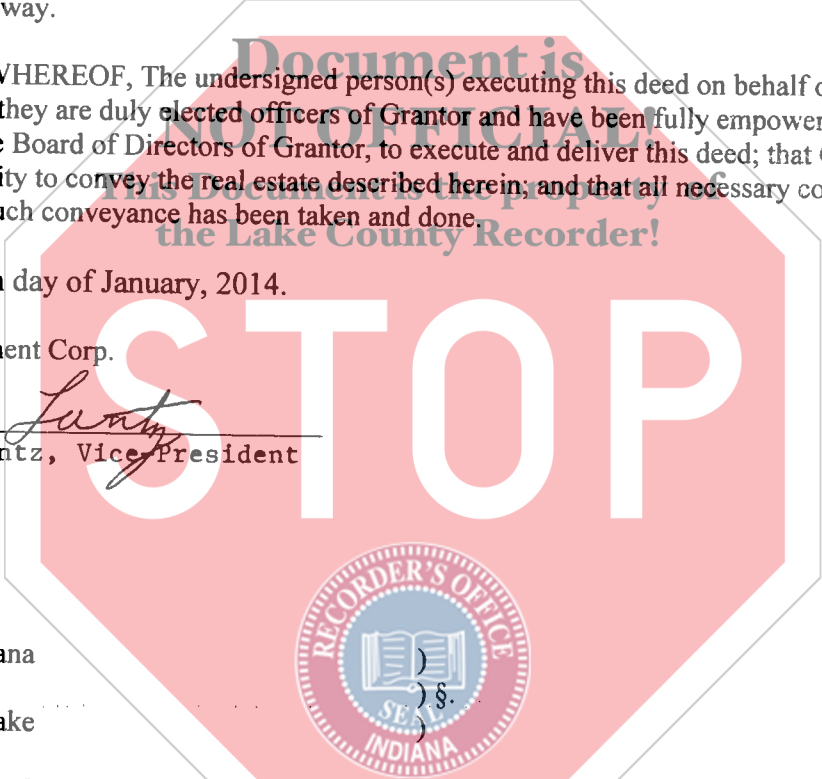 way.
Document is
WHEREOF, The undersigned person(s) executing this deed on behalf o
they are duly elected officers of Grantor and have been fully empower
NOT OFFICIAL!
e Board of Directors of Grantor, to execute and deliver this deed; that
ity to convey the real estate described herein; and that all necessary co
This Document is the property of
uch conveyance has been taken and done.
the Lake County Recorder!
day of January, 2014.
STOP
ent Corp.
Lantz
ntz, Vice-President
RECORDER'S OFFICE
ana )
) §.
SEAL
ake )
INDIANA